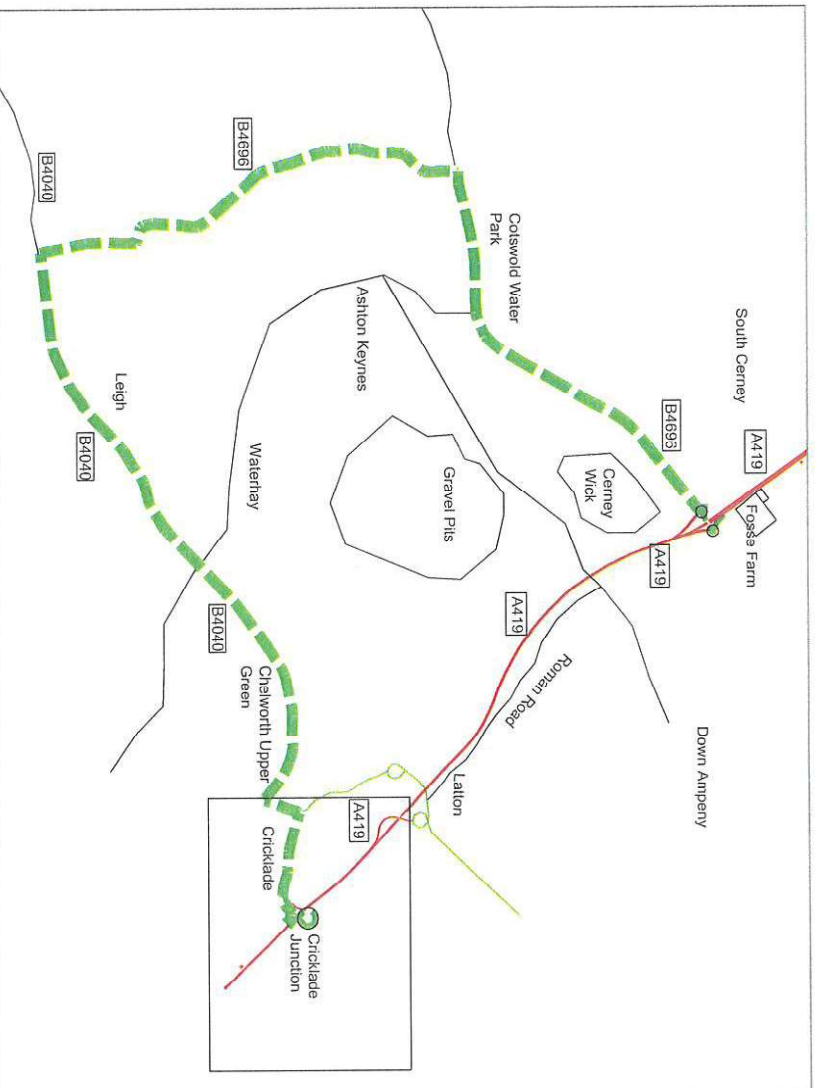 A419
Fosse Farm
South Cerney
B4693
A419
Cerney
Wick
Cotswold Water
Park
A419
Roman Road
Down Ampeny
B4696
Ashton Keynes
Gravel Pits
Latton
Waterhay
A419
B4040
Leigh
B4040
B4040
Chelworth Upper
Green
Cricklade
Cricklade
Junction